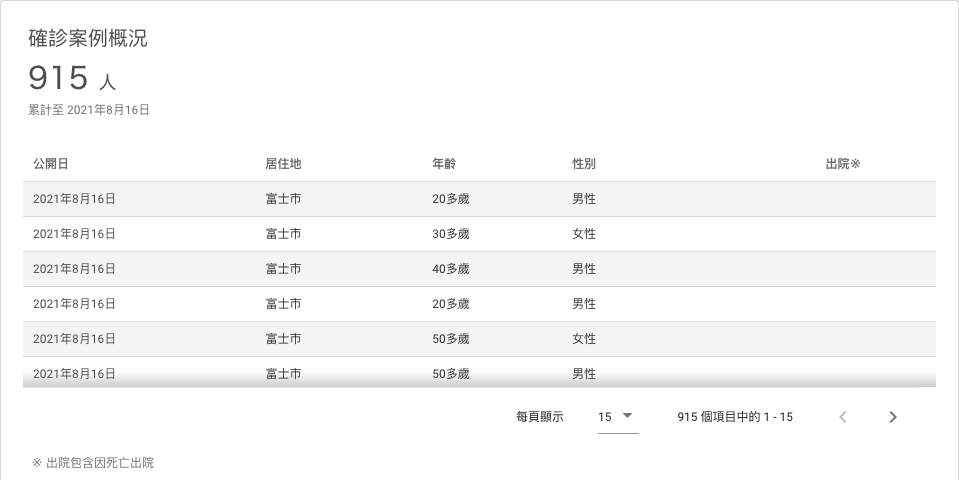 確診案例概況
915 人
累計至 2021年8月16日
公開日 居住地 年齡 性別 出院※
2021年8月16日 富士市 20多歲 男性
2021年8月16日 富士市 30多歲 女性
2021年8月16日 富士市 40多歲 男性
2021年8月16日 富士市 20多歲 男性
2021年8月16日 富士市 50多歲 女性
2021年8月16日 富士市 50多歲 男性
每頁顯示 15 915 個項目中的 1 - 15
※ 出院包含因死亡出院